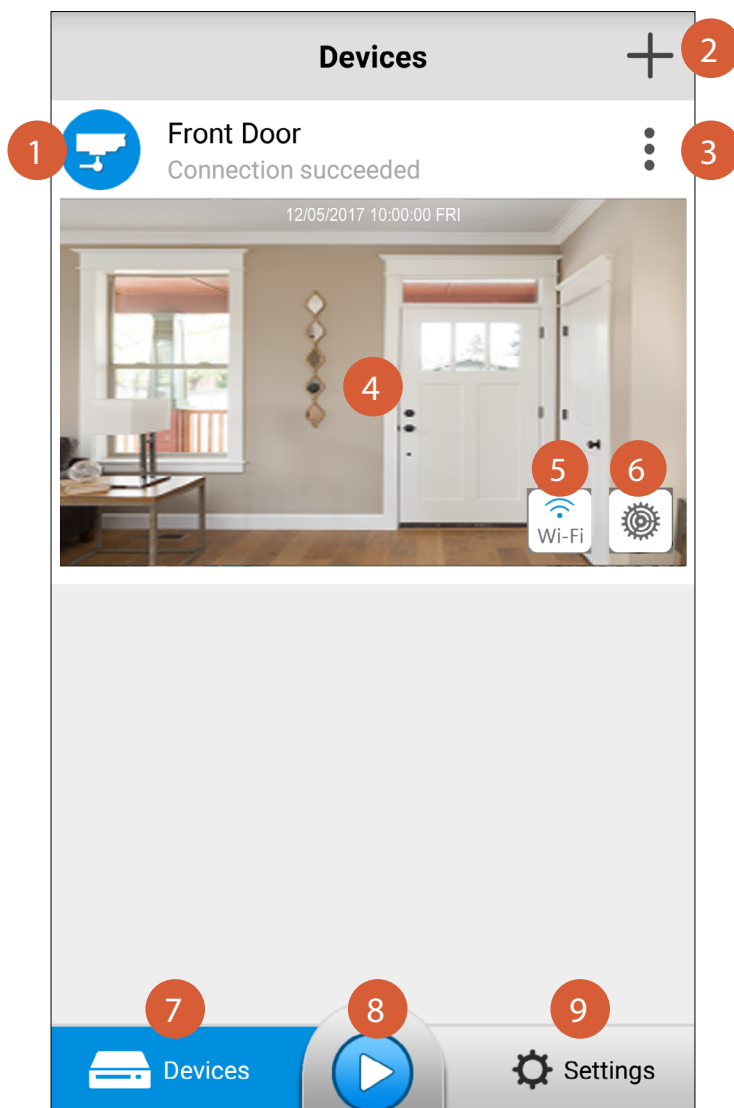 Devices
2
1
Front Door
Connection succeeded
3
12/05/2017 10:00:00 FRI
4
5
6
Wi-Fi
7
8
9
Devices
Settings